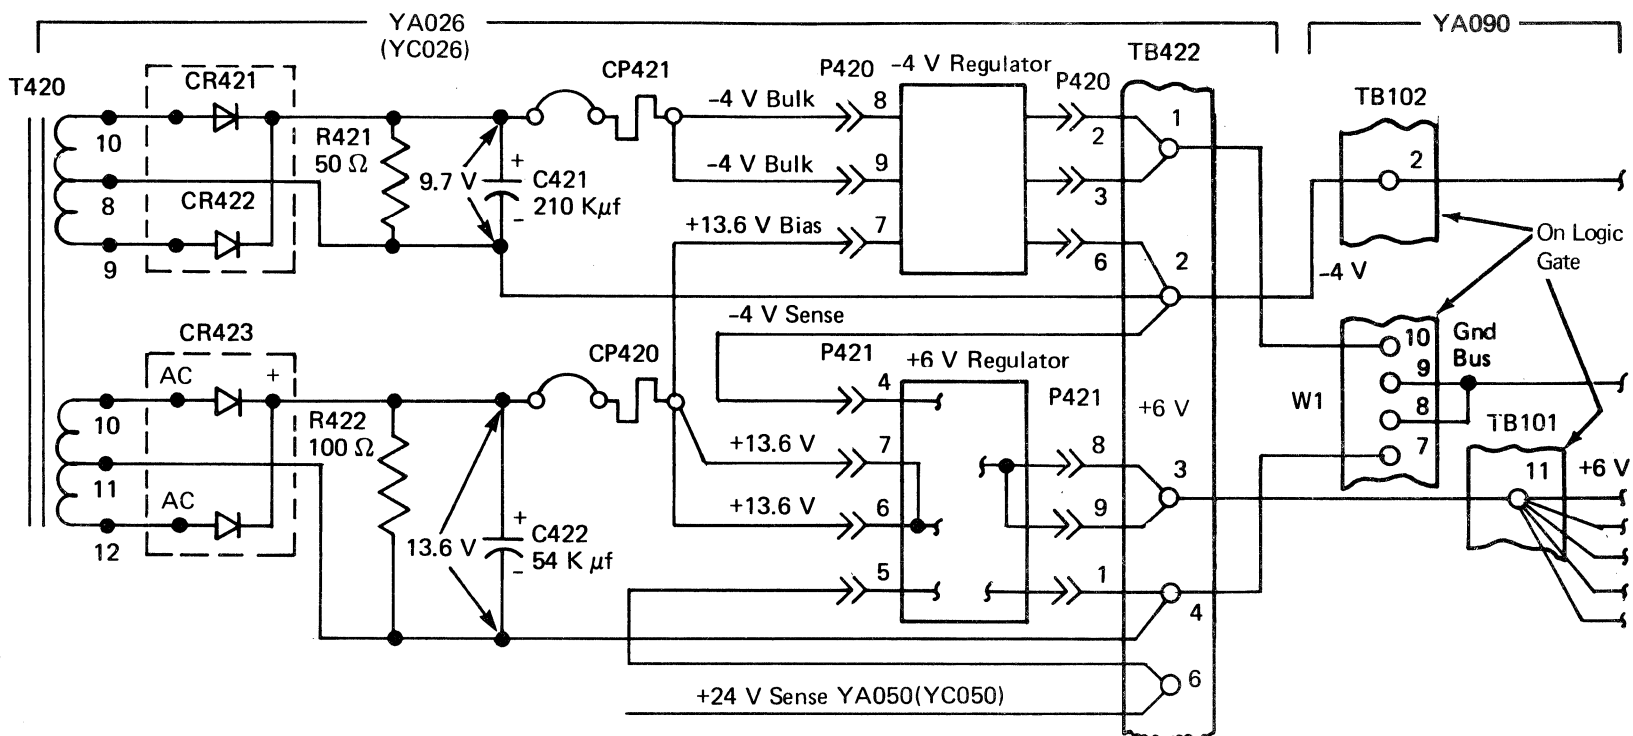 YA026
(YC026)
YA090
T420
CR421
CP421
P420
-4 V Regulator
P420
TB422
TB102
10
R421
50 Ω
-4 V Bulk
8
2
1
2
8
CR422
9.7 V
+
-
C421
210 Kμf
-4 V Bulk
9
3
9
+13.6 V Bias
7
6
2
On Logic
Gate
-4 V
-4 V Sense
CR423
CP420
P421
+6 V Regulator
P421
10
Gnd
Bus
AC
+
4
+6 V
W1
9
8
7
10
R422
100 Ω
+13.6 V
7
8
3
TB101
11
+6 V
11
AC
+13.6 V
6
9
12
13.6 V
+
-
C422
54 K μf
5
1
4
6
+24 V Sense YA050(YC050)